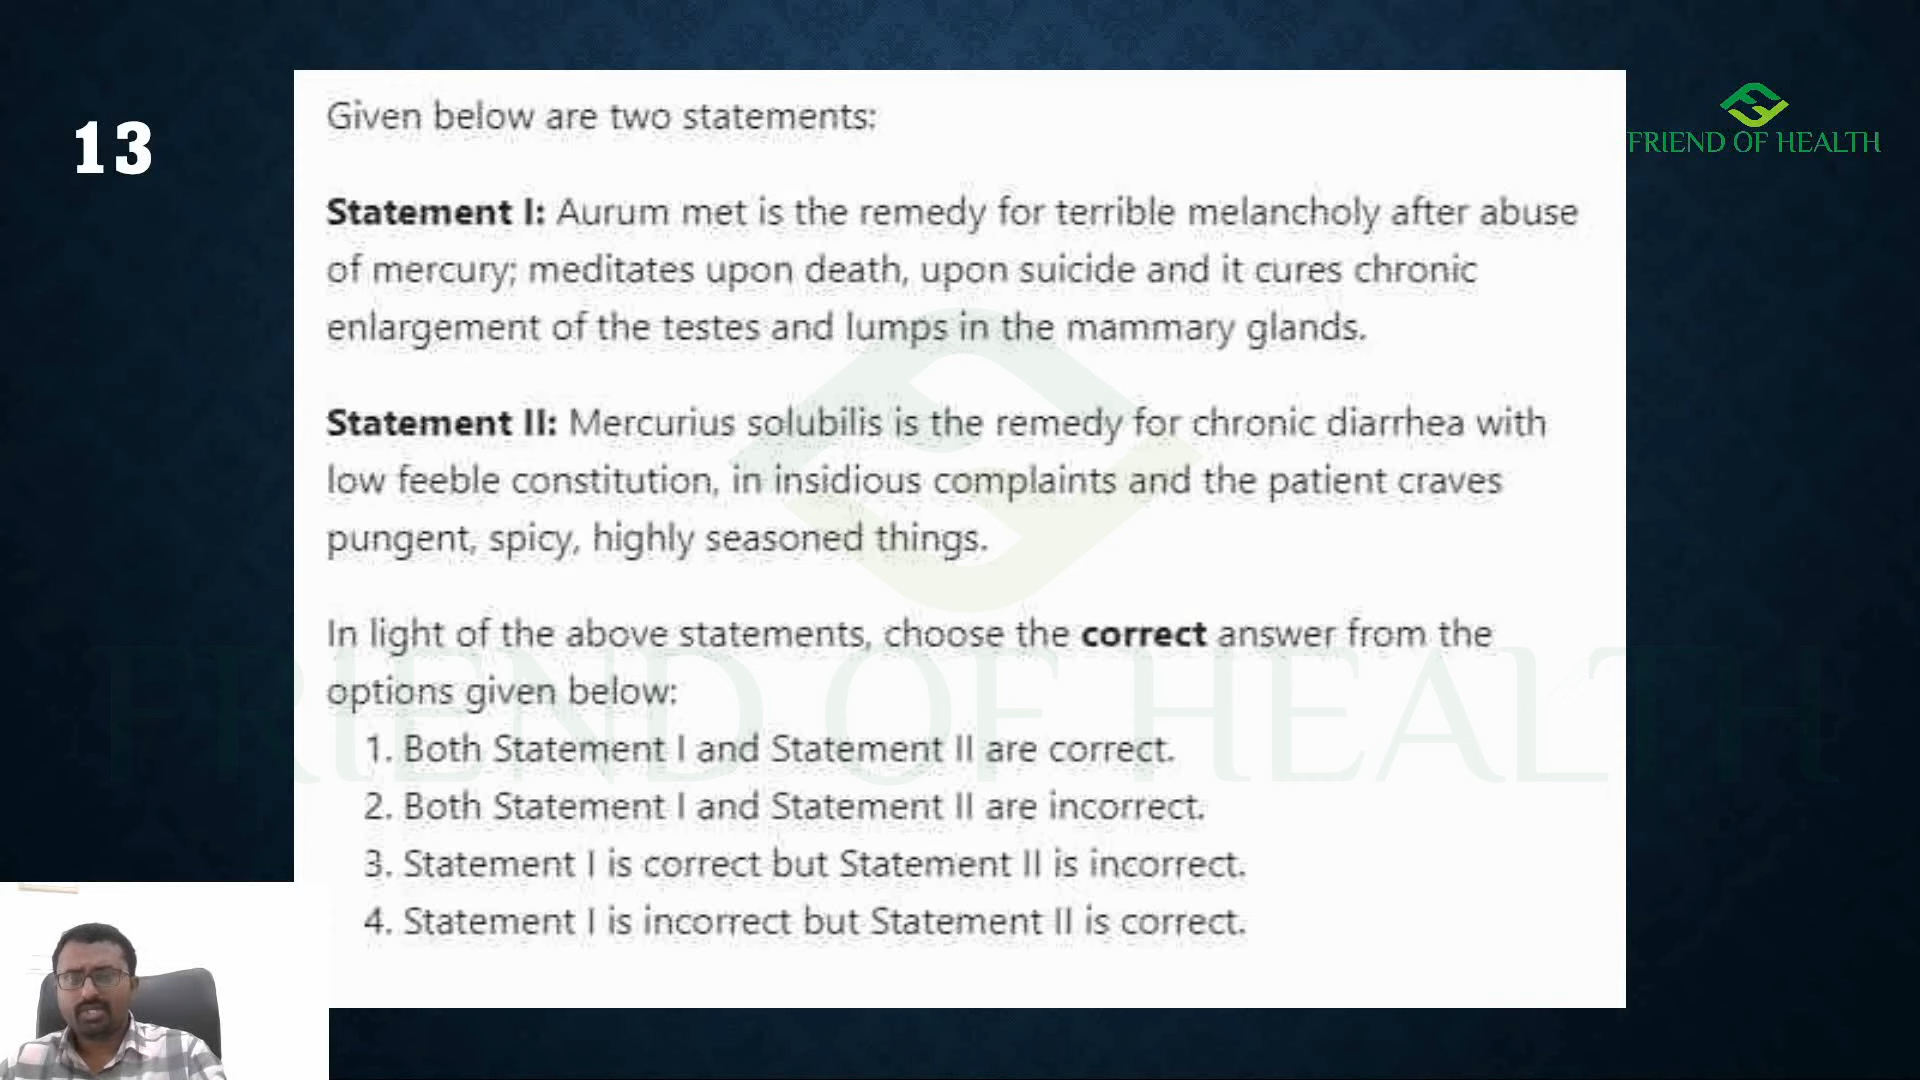 13
FRIEND OF HEALTH
Given below are two statements:
Statement I: Aurum met is the remedy for terrible melancholy after abuse
of mercury; meditates upon death, upon suicide and it cures chronic
enlargement of the testes and lumps in the mammary glands.
Statement II: Mercurius solubilis is the remedy for chronic diarrhea with
low feeble constitution, in insidious complaints and the patient craves
pungent, spicy, highly seasoned things.
In light of the above statements, choose the correct answer from the
options given below:
1. Both Statement I and Statement II are correct.
2. Both Statement I and Statement II are incorrect.
3. Statement I is correct but Statement II is incorrect.
4. Statement I is incorrect but Statement II is correct.
FRIEND OF HEALTH